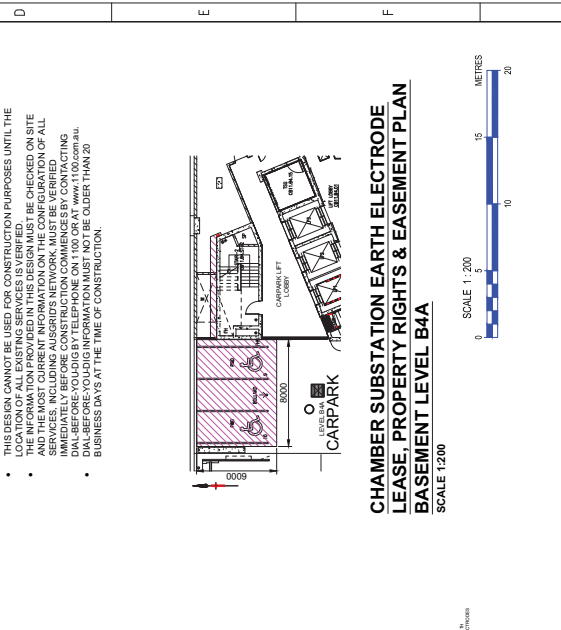 D
E
F
• THIS DESIGN CANNOT BE USED FOR CONSTRUCTION PURPOSES UNTIL THE
LOCATION OF ALL EXISTING SERVICES IS VERIFIED.
• THE INFORMATION PROVIDED IN THIS DESIGN MUST BE CHECKED ON SITE
AND THE MOST CURRENT INFORMATION ON THE CONFIGURATION OF ALL
SERVICES, INCLUDING AUSGRID'S NETWORK, MUST BE VERIFIED
IMMEDIATELY BEFORE CONSTRUCTION COMMENCES BY CONTACTING
DIAL-BEFORE-YOU-DIG BY TELEPHONE ON 1100 OR AT www.1100.com.au.
• DIAL-BEFORE-YOU-DIG INFORMATION MUST NOT BE OLDER THAN 20
BUSINESS DAYS AT THE TIME OF CONSTRUCTION.
CARPARK LIFT
LOBBY
LIFT LOBBY
8000
6000
LEVEL B4A
CARPARK
CHAMBER SUBSTATION EARTH ELECTRODE
LEASE, PROPERTY RIGHTS & EASEMENT PLAN
BASEMENT LEVEL B4A
SCALE 1:200
SCALE 1 : 200
METRES
0
5
10
15
20
TH
CTRODES